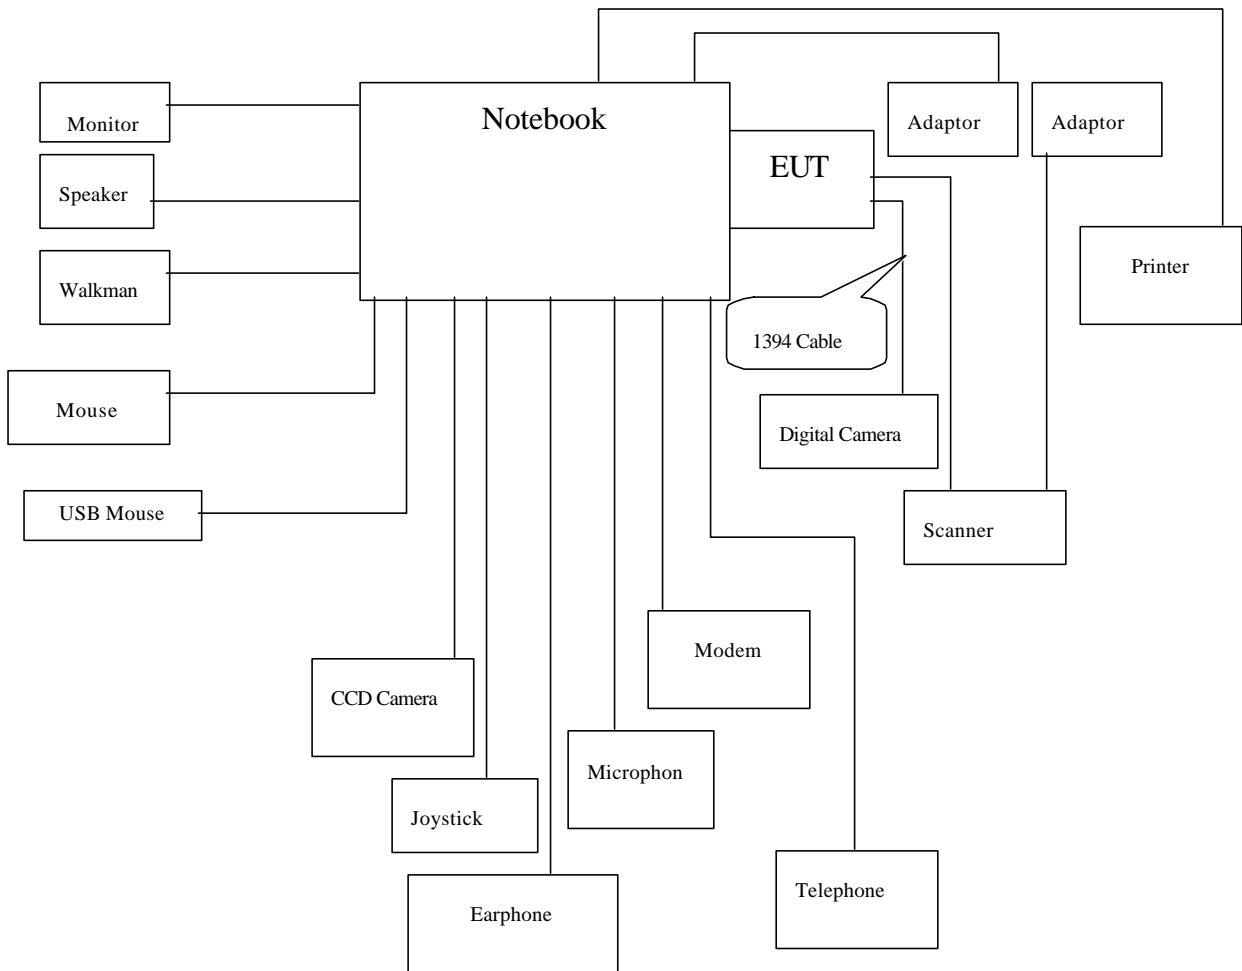 Notebook
Monitor
Adaptor
Adaptor
EUT
Speaker
Printer
Walkman
1394 Cable
Mouse
Digital Camera
USB Mouse
Scanner
Modem
CCD Camera
Microphon
Joystick
Telephone
Earphone